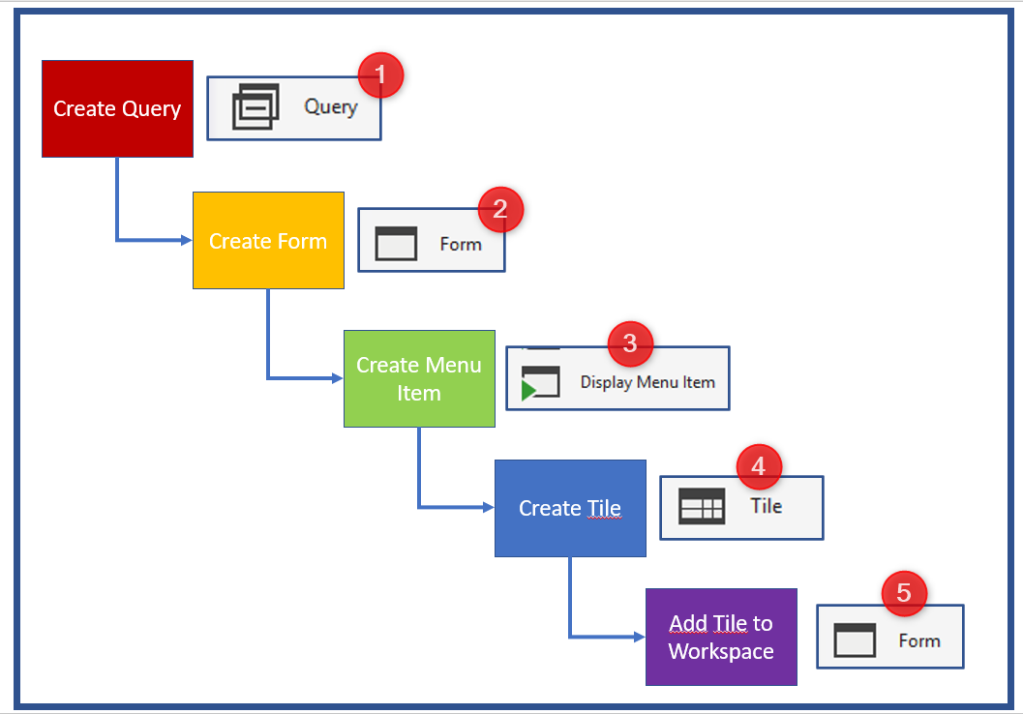 Create Query
1
Query
Create Form
2
Form
Create Menu
Item
3
Display Menu Item
Create Tile
4
Tile
Add Tile to
Workspace
5
Form